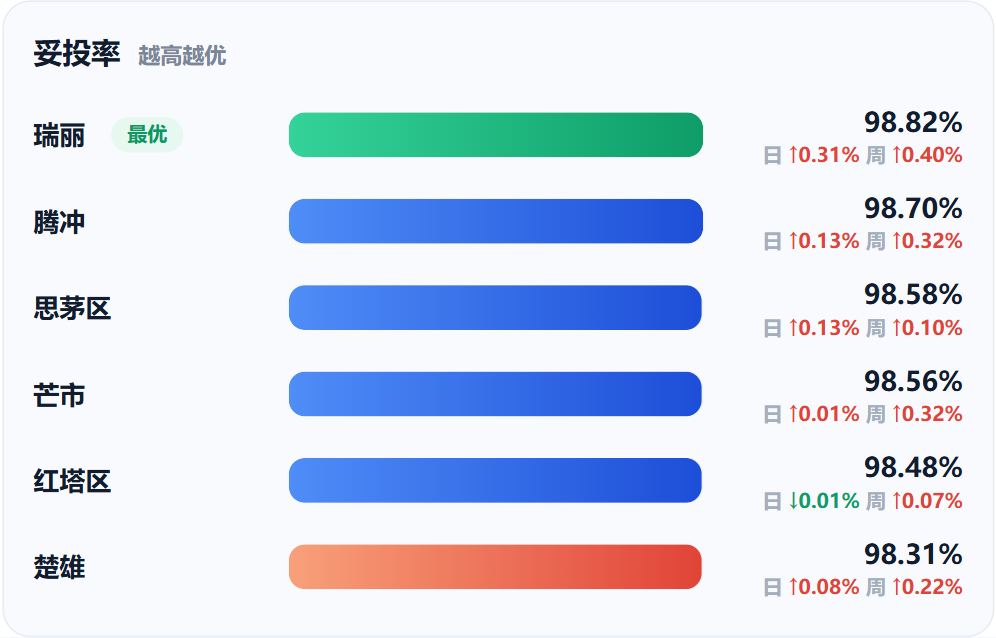 妥投率 越高越优
瑞丽 最优 98.82%
日 ↑0.31% 周 ↑0.40%
腾冲 98.70%
日 ↑0.13% 周 ↑0.32%
思茅区 98.58%
日 ↑0.13% 周 ↑0.10%
芒市 98.56%
日 ↑0.01% 周 ↑0.32%
红塔区 98.48%
日 ↓0.01% 周 ↑0.07%
楚雄 98.31%
日 ↑0.08% 周 ↑0.22%